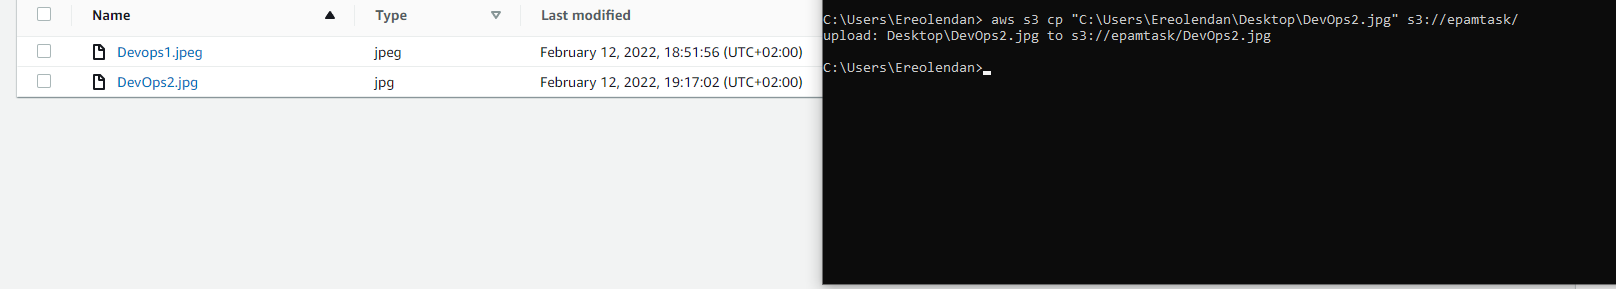 Name Type Last modified
Devops1.jpeg jpeg February 12, 2022, 18:51:56 (UTC+02:00)
DevOps2.jpg jpg February 12, 2022, 19:17:02 (UTC+02:00)
C:\Users\Ereolendan> aws s3 cp "C:\Users\Ereolendan\Desktop\DevOps2.jpg" s3://epamtask/
upload: Desktop\DevOps2.jpg to s3://epamtask/DevOps2.jpg
C:\Users\Ereolendan>